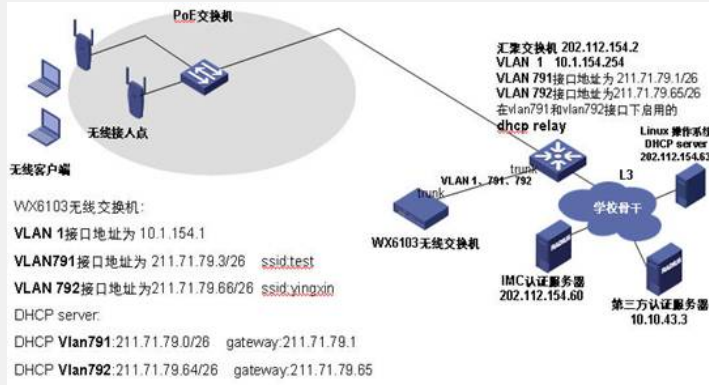 PoE交换机
汇聚交换机 202.112.154.2
VLAN 1 10.1.154.254
VLAN 791接口地址为211.71.79.1/26
VLAN 792接口地址为211.71.79.65/26
在vlan791和vlan792接口下启用的
dhcp relay
Linux 操作系统
DHCP server
202.112.154.63
无线接入点
无线客户端
trunk
VLAN 1、791、792
trunk
L3
学校骨干
WX6103无线交换机
IMC认证服务器
202.112.154.60
第三方认证服务器
10.10.43.3
WX6103无线交换机:
VLAN 1接口地址为 10.1.154.1
VLAN791接口地址为 211.71.79.3/26 ssid:test
VLAN 792接口地址为211.71.79.66/26 ssid:yingxin
DHCP server:
DHCP Vlan791:211.71.79.0/26 gateway:211.71.79.1
DHCP Vlan792:211.71.79.64/26 gateway:211.71.79.65